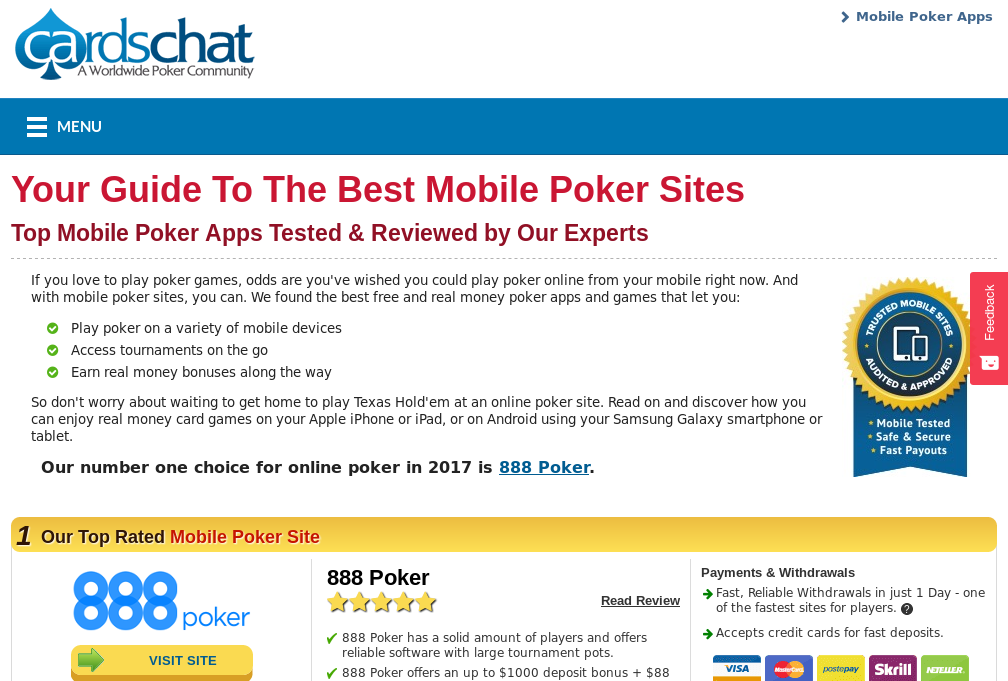 cardschat
A Worldwide Poker Community
Mobile Poker Apps
MENU
Your Guide To The Best Mobile Poker Sites
Top Mobile Poker Apps Tested & Reviewed by Our Experts
If you love to play poker games, odds are you've wished you could play poker online from your mobile right now. And
with mobile poker sites, you can. We found the best free and real money poker apps and games that let you:
Play poker on a variety of mobile devices
Access tournaments on the go
Earn real money bonuses along the way
So don't worry about waiting to get home to play Texas Hold'em at an online poker site. Read on and discover how you
can enjoy real money card games on your Apple iPhone or iPad, or on Android using your Samsung Galaxy smartphone or
tablet.
Our number one choice for online poker in 2017 is 888 Poker.
TRUSTED MOBILE SITES
AUDITED & APPROVED
Mobile Tested
Safe & Secure
Fast Payouts
Feedback
1 Our Top Rated Mobile Poker Site
888 poker
VISIT SITE
888 Poker
Read Review
888 Poker has a solid amount of players and offers
reliable software with large tournament pots.
888 Poker offers an up to $1000 deposit bonus + $88
Payments & Withdrawals
Fast, Reliable Withdrawals in just 1 Day - one
of the fastest sites for players. ?
Accepts credit cards for fast deposits.
VISA
MasterCard
postepay
Skrill
NETELLER.